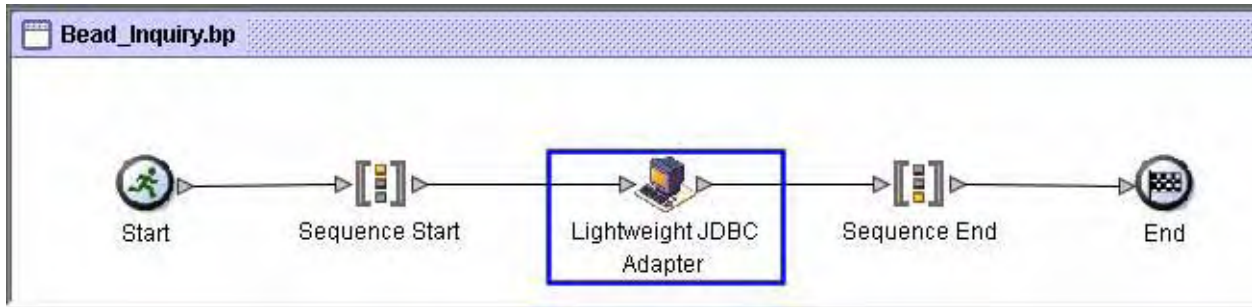 Bead_Inquiry.bp
Start
Sequence Start
Lightweight JDBC
Adapter
Sequence End
End